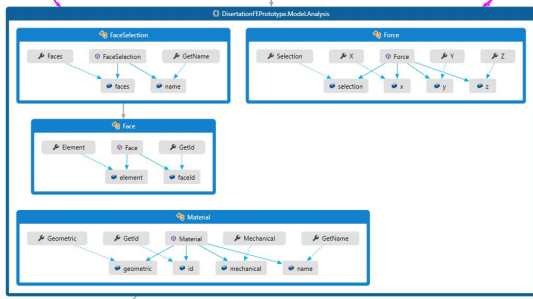 DisertationFEPrototype.Model.Analysis
FaceSelection
Faces FaceSelection GetName
faces name
Force
Selection X Force Y Z
selection x y z
Face
Element Face GetId
element faceId
Material
Geometric GetId Material Mechanical GetName
geometric id mechanical name